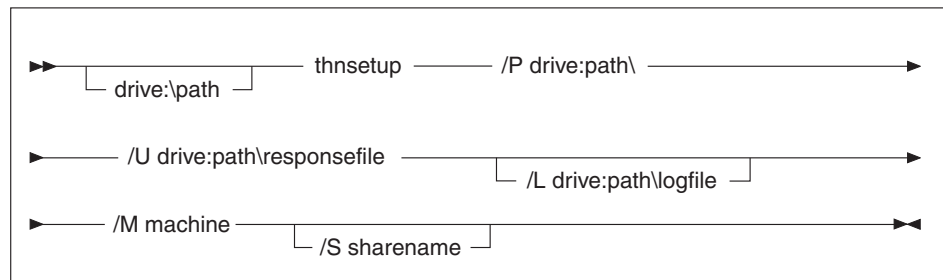 thnsetup /P drive:path\
drive:\path
/U drive:path\responsefile
/L drive:path\logfile
/M machine
/S sharename